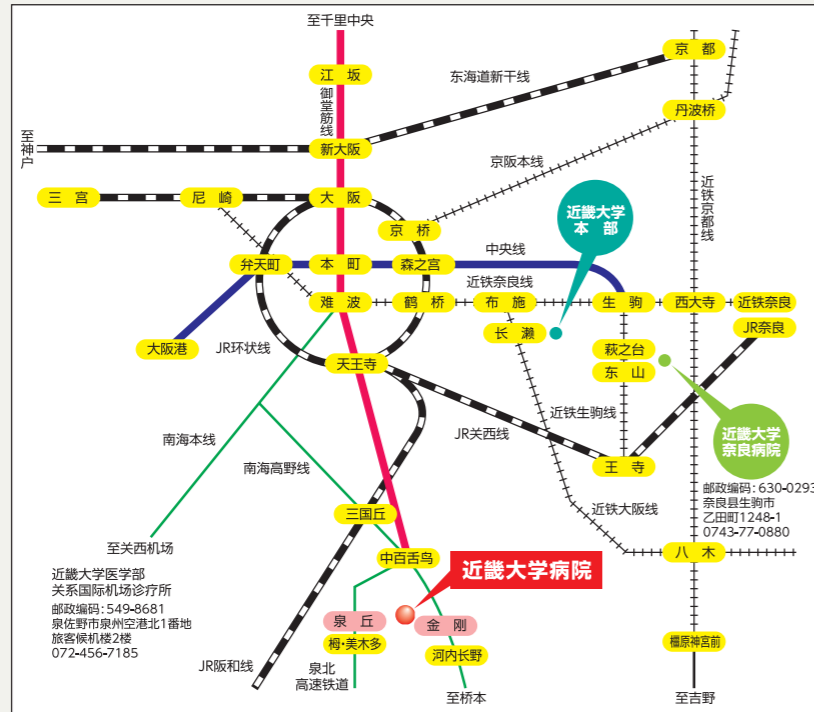 至千里中央
江坂
御堂筋线
东海道新干线
京都
丹波桥
至神户
新大阪
京阪本线
近铁京都线
三宫
尼崎
大阪
京桥
近畿大学
本部
弁天町
本町
森之宫
中央线
近铁奈良线
难波
鹤桥
布施
生驹
西大寺
近铁奈良
长濑
JR奈良
大阪港
JR环状线
天王寺
萩之台
东山
近铁生驹线
JR关西线
近畿大学
奈良病院
南海本线
南海高野线
王寺
邮政编码：630-0293
奈良县生驹市
乙田町1248-1
0743-77-0880
近铁大阪线
三国丘
至关西机场
中百舌鸟
八木
近畿大学病院
近畿大学医学部
关系国际机场诊疗所
邮政编码：549-8681
泉佐野市泉州空港北1番地
旅客候机楼2楼
072-456-7185
泉丘
金刚
栂·美木多
河内长野
橿原神宫前
JR阪和线
泉北
高速铁道
至桥本
至吉野